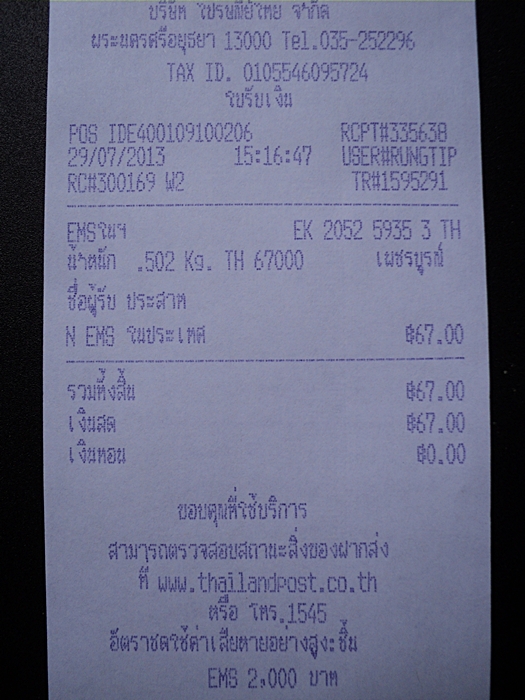 บริษัท ไปรษณีย์ไทย จำกัด
พระนครศรีอยุธยา 13000 Tel.035-252296
TAX ID. 0105546095724
ใบรับเงิน
POS IDE400109100206 RCPT#335638
29/07/2013 15:16:47 USER#RUNGTIP
RC#300169 W2 TR#1595291
EMSในฯ EK 2052 5935 3 TH
น้ำหนัก .502 Kg. TH 67000 เพชรบูรณ์
ชื่อผู้รับ ประสาท
N EMS ในประเทศ ฿67.00
รวมทั้งสิ้น ฿67.00
เงินสด ฿67.00
เงินทอน ฿0.00
ขอบคุณที่ใช้บริการ
สามารถตรวจสอบสถานะสิ่งของฝากส่ง
ที่ www.thailandpost.co.th
หรือ โทร.1545
อัตราชดใช้ค่าเสียหายอย่างสูง:ชิ้น
EMS 2,000 บาท